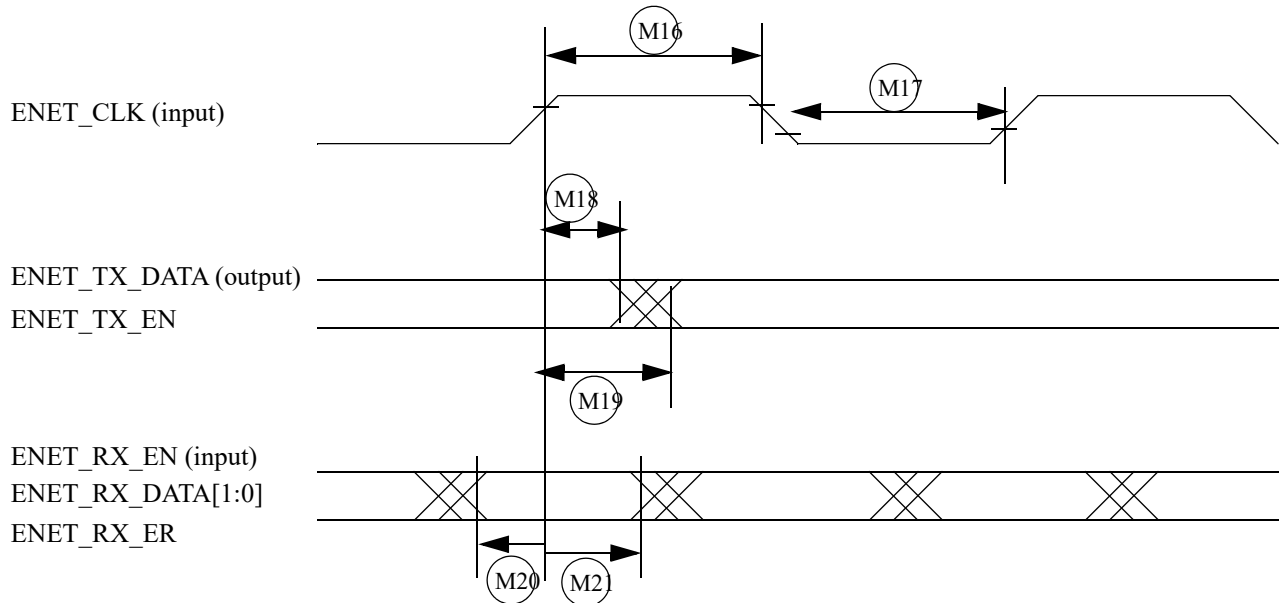 M16
M17
ENET_CLK (input)
M18
ENET_TX_DATA (output)
ENET_TX_EN
M19
ENET_RX_EN (input)
ENET_RX_DATA[1:0]
ENET_RX_ER
M20
M21